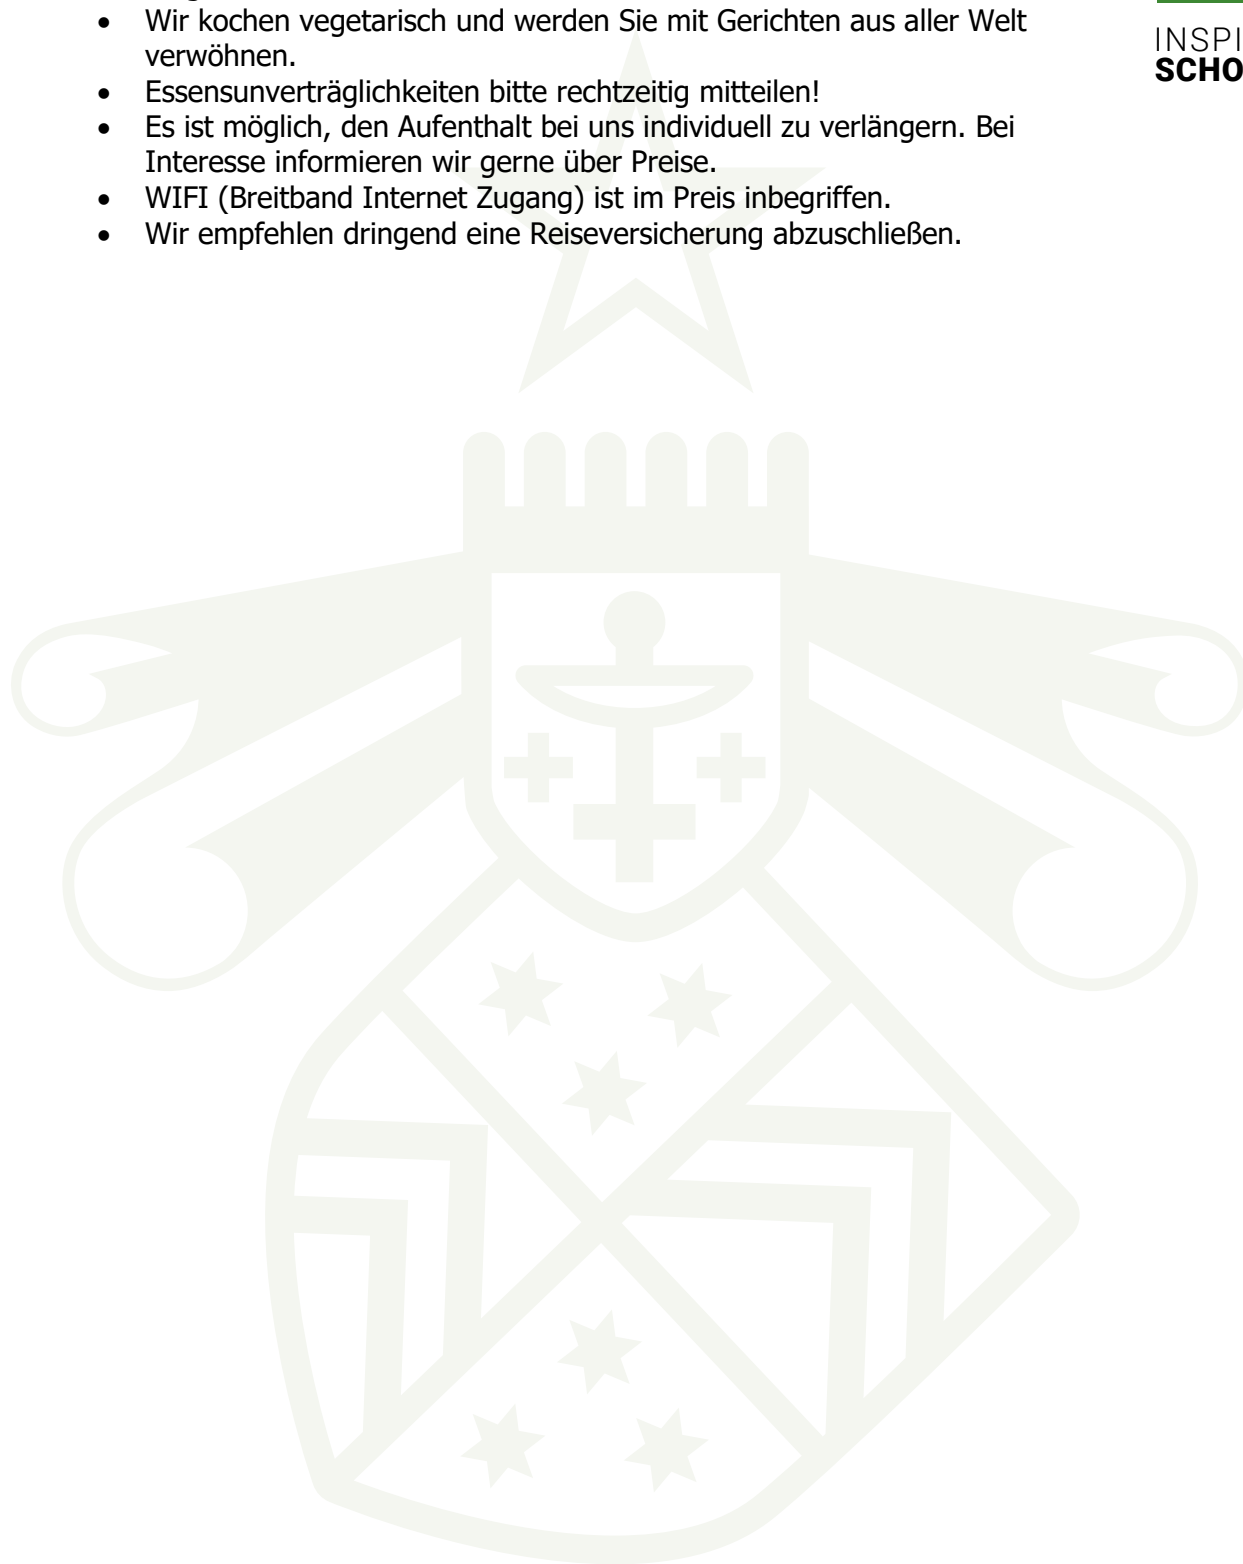 • Wir kochen vegetarisch und werden Sie mit Gerichten aus aller Welt
verwöhnen.
• Essensunverträglichkeiten bitte rechtzeitig mitteilen!
• Es ist möglich, den Aufenthalt bei uns individuell zu verlängern. Bei
Interesse informieren wir gerne über Preise.
• WIFI (Breitband Internet Zugang) ist im Preis inbegriffen.
• Wir empfehlen dringend eine Reiseversicherung abzuschließen.
INSPI
SCHO